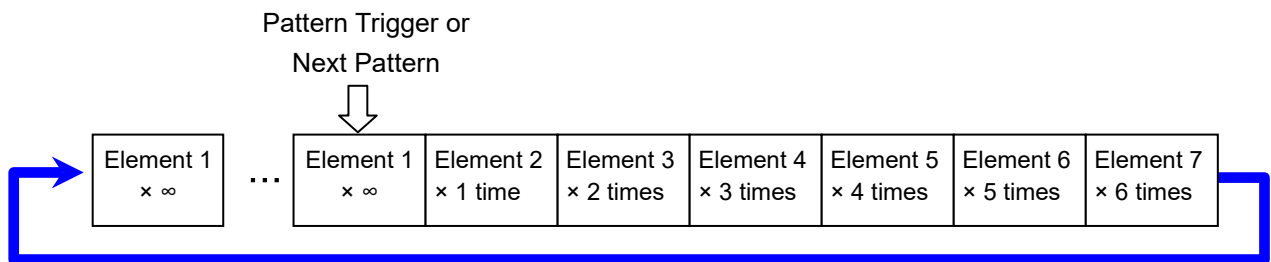 Pattern Trigger or
Next Pattern
Element 1
× ∞
...
Element 1
× ∞
Element 2
× 1 time
Element 3
× 2 times
Element 4
× 3 times
Element 5
× 4 times
Element 6
× 5 times
Element 7
× 6 times